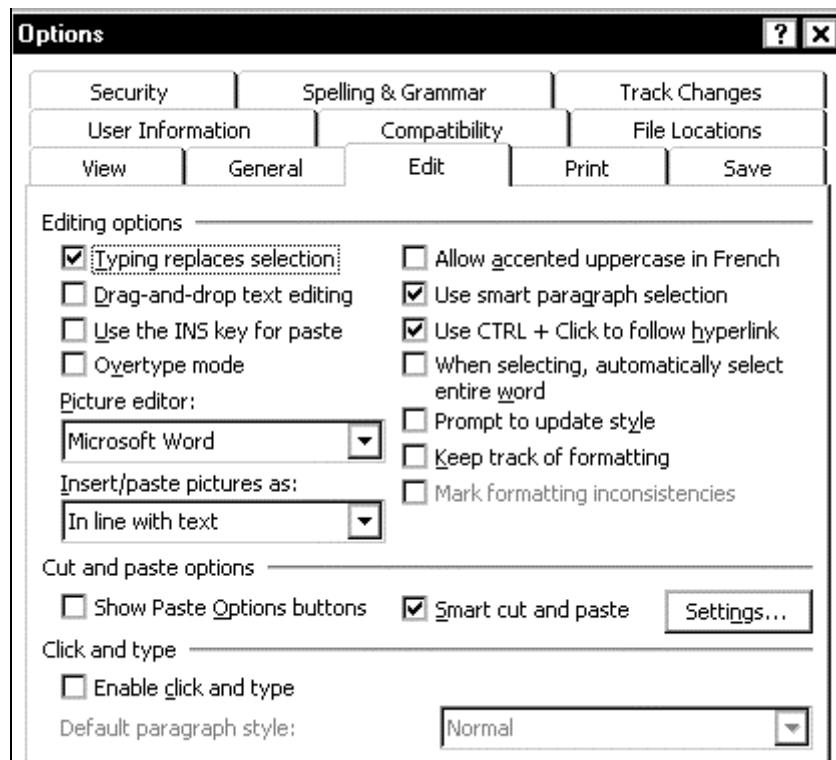 Options
Security Spelling & Grammar Track Changes
User Information Compatibility File Locations
View General Edit Print Save
Editing options
Typing replaces selection
Drag-and-drop text editing
Use the INS key for paste
Overtype mode
Picture editor:
Microsoft Word
Insert/paste pictures as:
In line with text
Allow accented uppercase in French
Use smart paragraph selection
Use CTRL + Click to follow hyperlink
When selecting, automatically select
entire word
Prompt to update style
Keep track of formatting
Mark formatting inconsistencies
Cut and paste options
Show Paste Options buttons Smart cut and paste Settings...
Click and type
Enable click and type
Default paragraph style: Normal